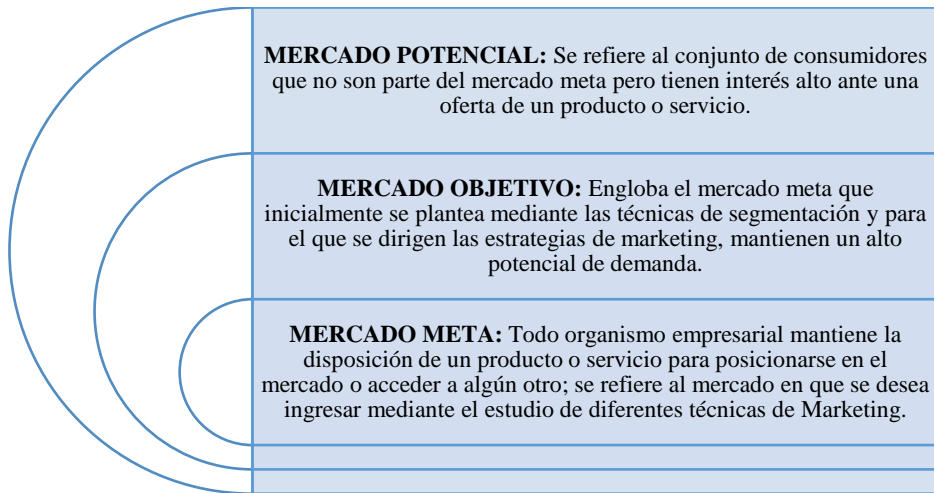 MERCADO POTENCIAL: Se refiere al conjunto de consumidores
que no son parte del mercado meta pero tienen interés alto ante una
oferta de un producto o servicio.
MERCADO OBJETIVO: Engloba el mercado meta que
inicialmente se plantea mediante las técnicas de segmentación y para
el que se dirigen las estrategias de marketing, mantienen un alto
potencial de demanda.
MERCADO META: Todo organismo empresarial mantiene la
disposición de un producto o servicio para posicionarse en el
mercado o acceder a algún otro; se refiere al mercado en que se desea
ingresar mediante el estudio de diferentes técnicas de Marketing.